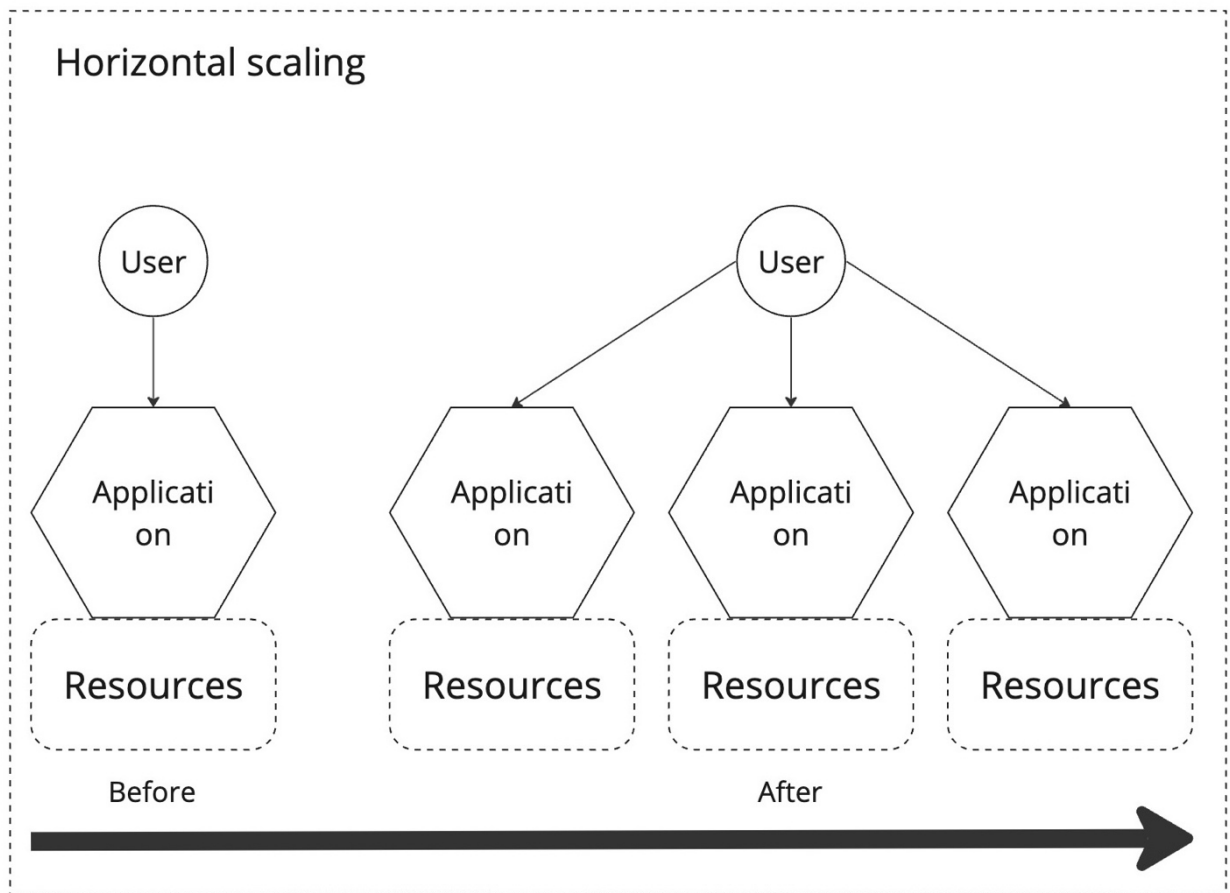 Horizontal scaling
User
User
Applicati
on
Applicati
on
Applicati
on
Applicati
on
Resources
Resources
Resources
Resources
Before
After